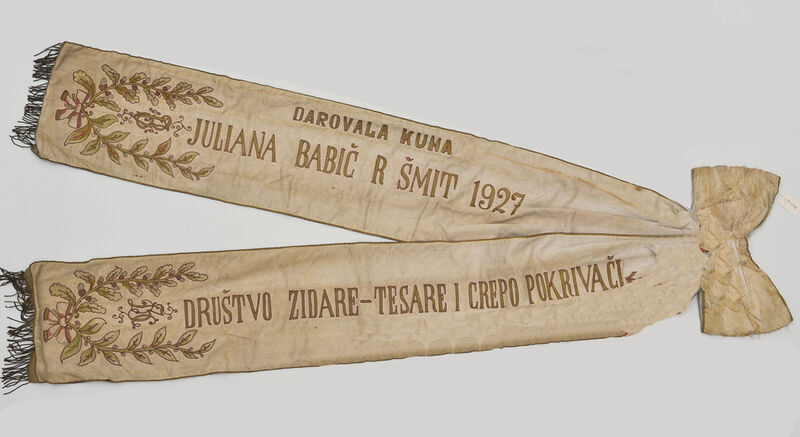 DAROVALA KUMA
JULIANA BABIČ R ŠMIT 1927
DRUŠTVO ZIDARE-TESARE I CREPO POKRIVAČI